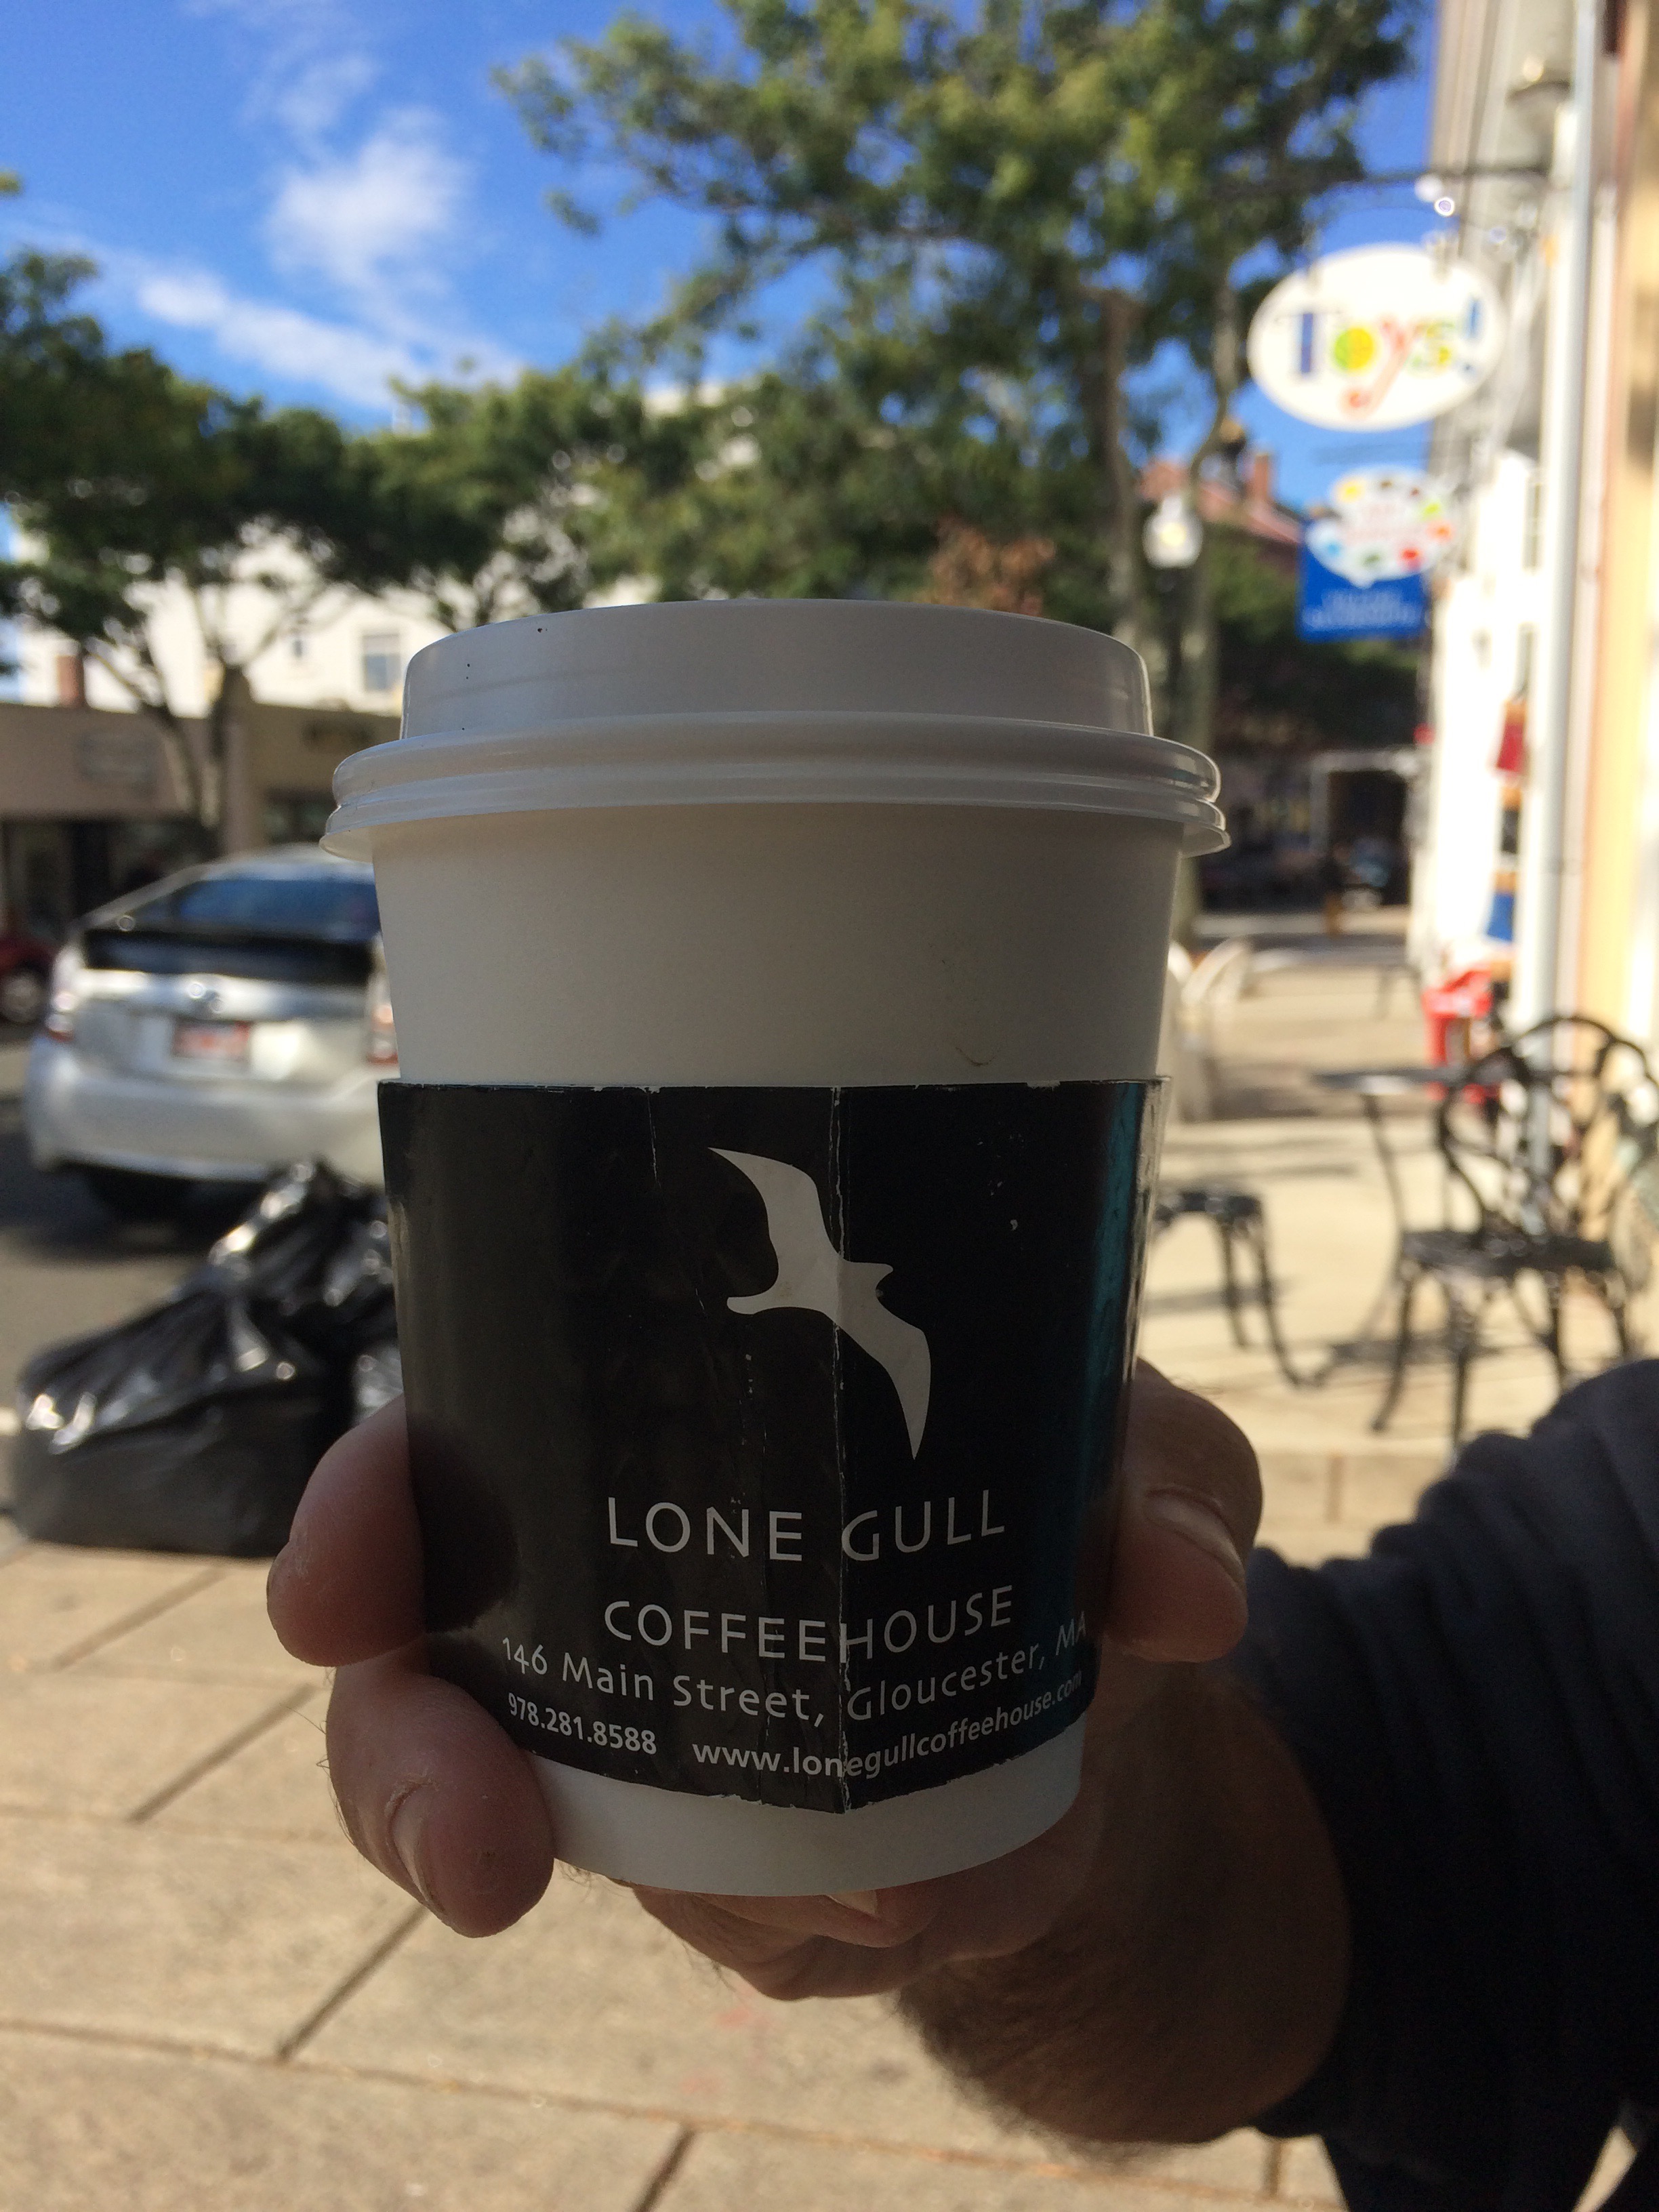 Toys!
LONE GULL
COFFEEHOUSE
146 Main Street, Gloucester, MA
978.281.8588 www.lonegullcoffeehouse.com